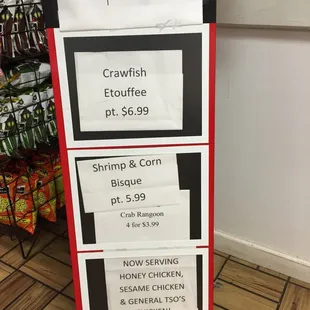 Crawfish
Etouffee
pt. $6.99
Shrimp & Corn
Bisque
pt. 5.99
Crab Rangoon
4 for $3.99
NOW SERVING
HONEY CHICKEN,
SESAME CHICKEN
& GENERAL TSO'S